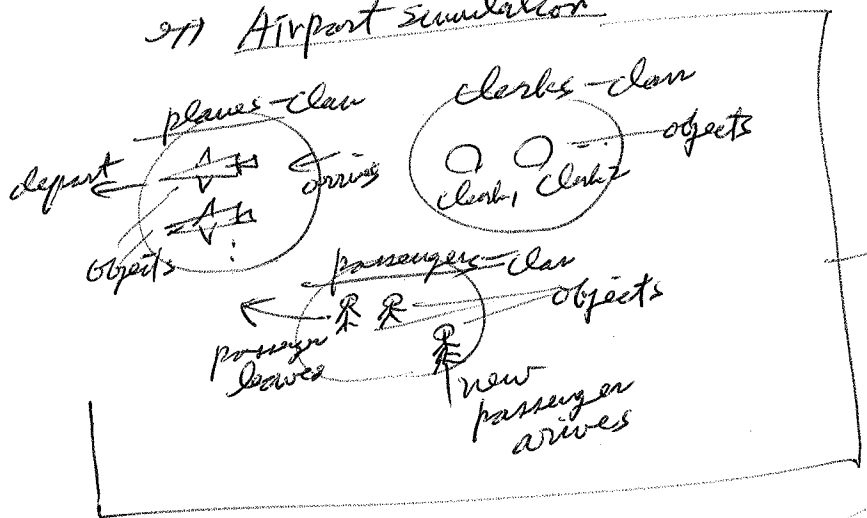 Airport simulation
planes-class
clerks-class
objects
depart
arrives
clerk1 clerk2
objects
passengers-class
objects
passenger
leaves
new
passenger
arives